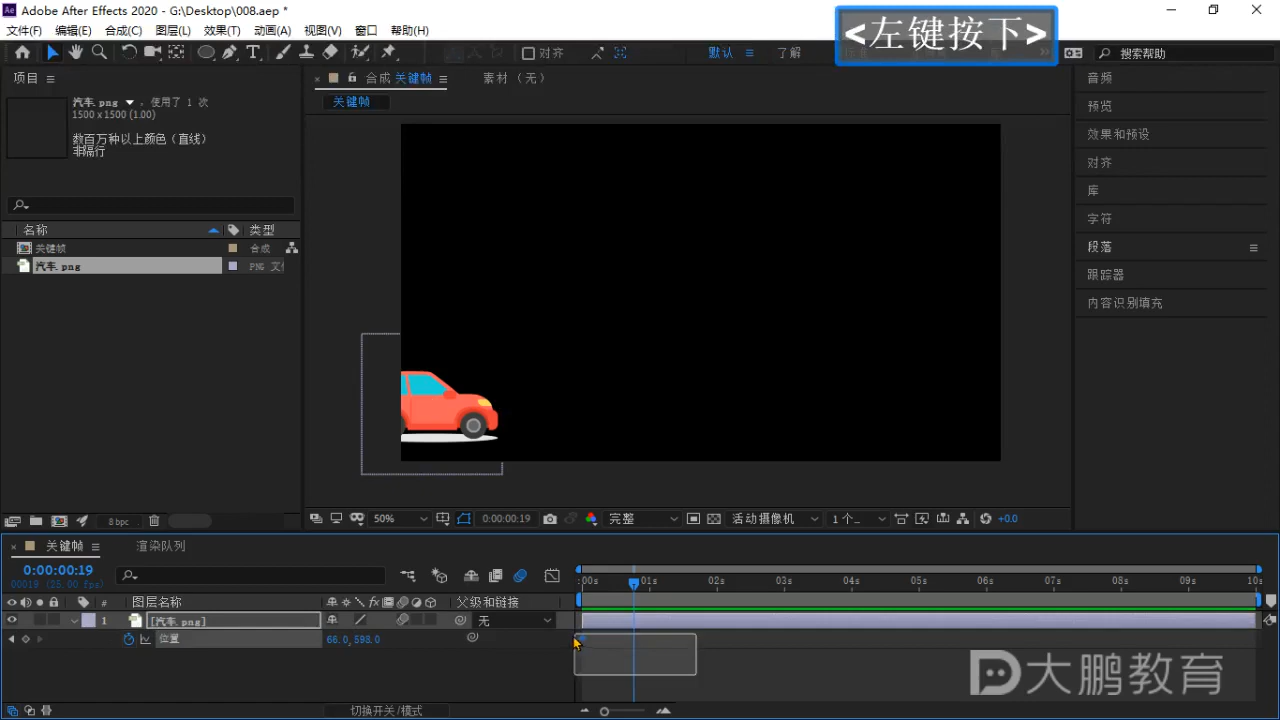 Ae Adobe After Effects 2020 - G:\Desktop\008.aep *
文件(F) 编辑(E) 合成(C) 图层(L) 效果(T) 动画(A) 视图(V) 窗口 帮助(H)
<左键按下>
对齐 默认 了解 搜索帮助
项目
合成 关键帧 素材 (无)
关键帧
汽车.png , 使用了 1 次
1500 x 1500 (1.00)
数百万种以上颜色 (直线)
非隔行
名称 类型
关键帧 合成
汽车.png PNG 文
8 bpc
50% 0:00:00:19 完整 活动摄像机 1 个... +0.0
音频
预览
效果和预设
对齐
库
字符
段落
跟踪器
内容识别填充
关键帧 渲染队列
0:00:00:19
00019 (25.00 fps)
:00s 01s 02s 03s 04s 05s 06s 07s 08s 09s 10s
# 图层名称 父级和链接
1 [汽车.png] 无
位置 66.0,598.0
切换开关/模式
大鹏教育